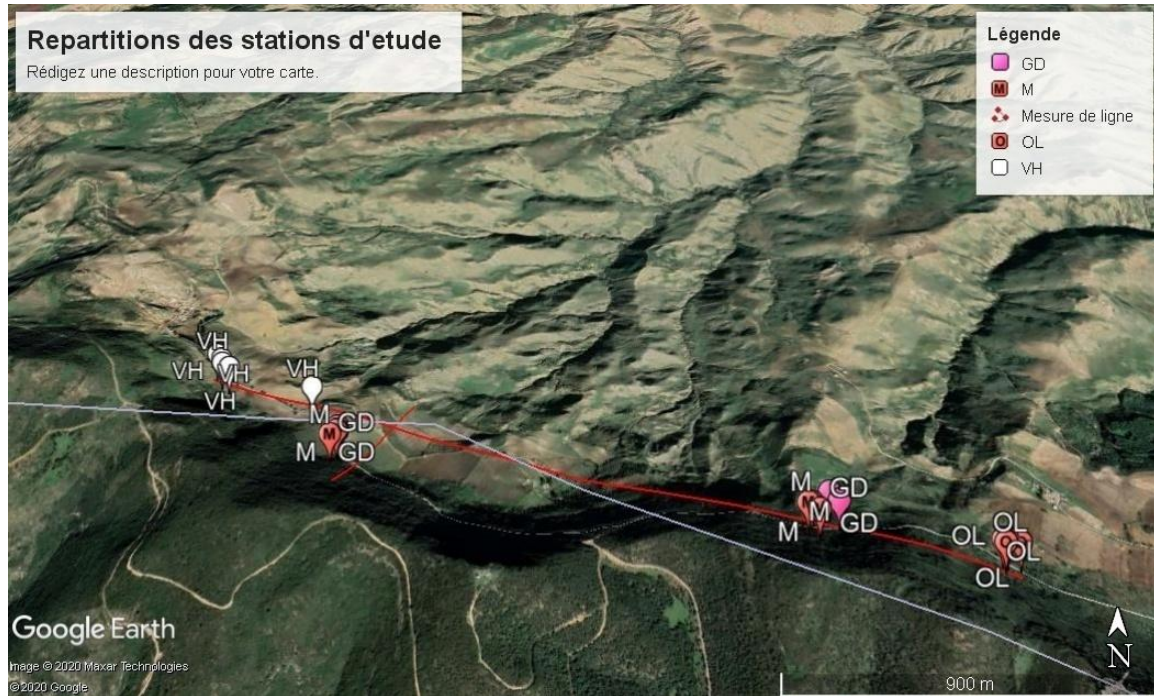 Repartitions des stations d'etude
Rédigez une description pour votre carte.
Légende
GD
M
M
Mesure de ligne
O
OL
VH
VH
VH
VH
VH
VH
M
GD
M
M
GD
M
GD
M
M
M
GD
OL
OL
OL
OL
Google Earth
Image © 2020 Maxar Technologies
© 2020 Google
900 m
N